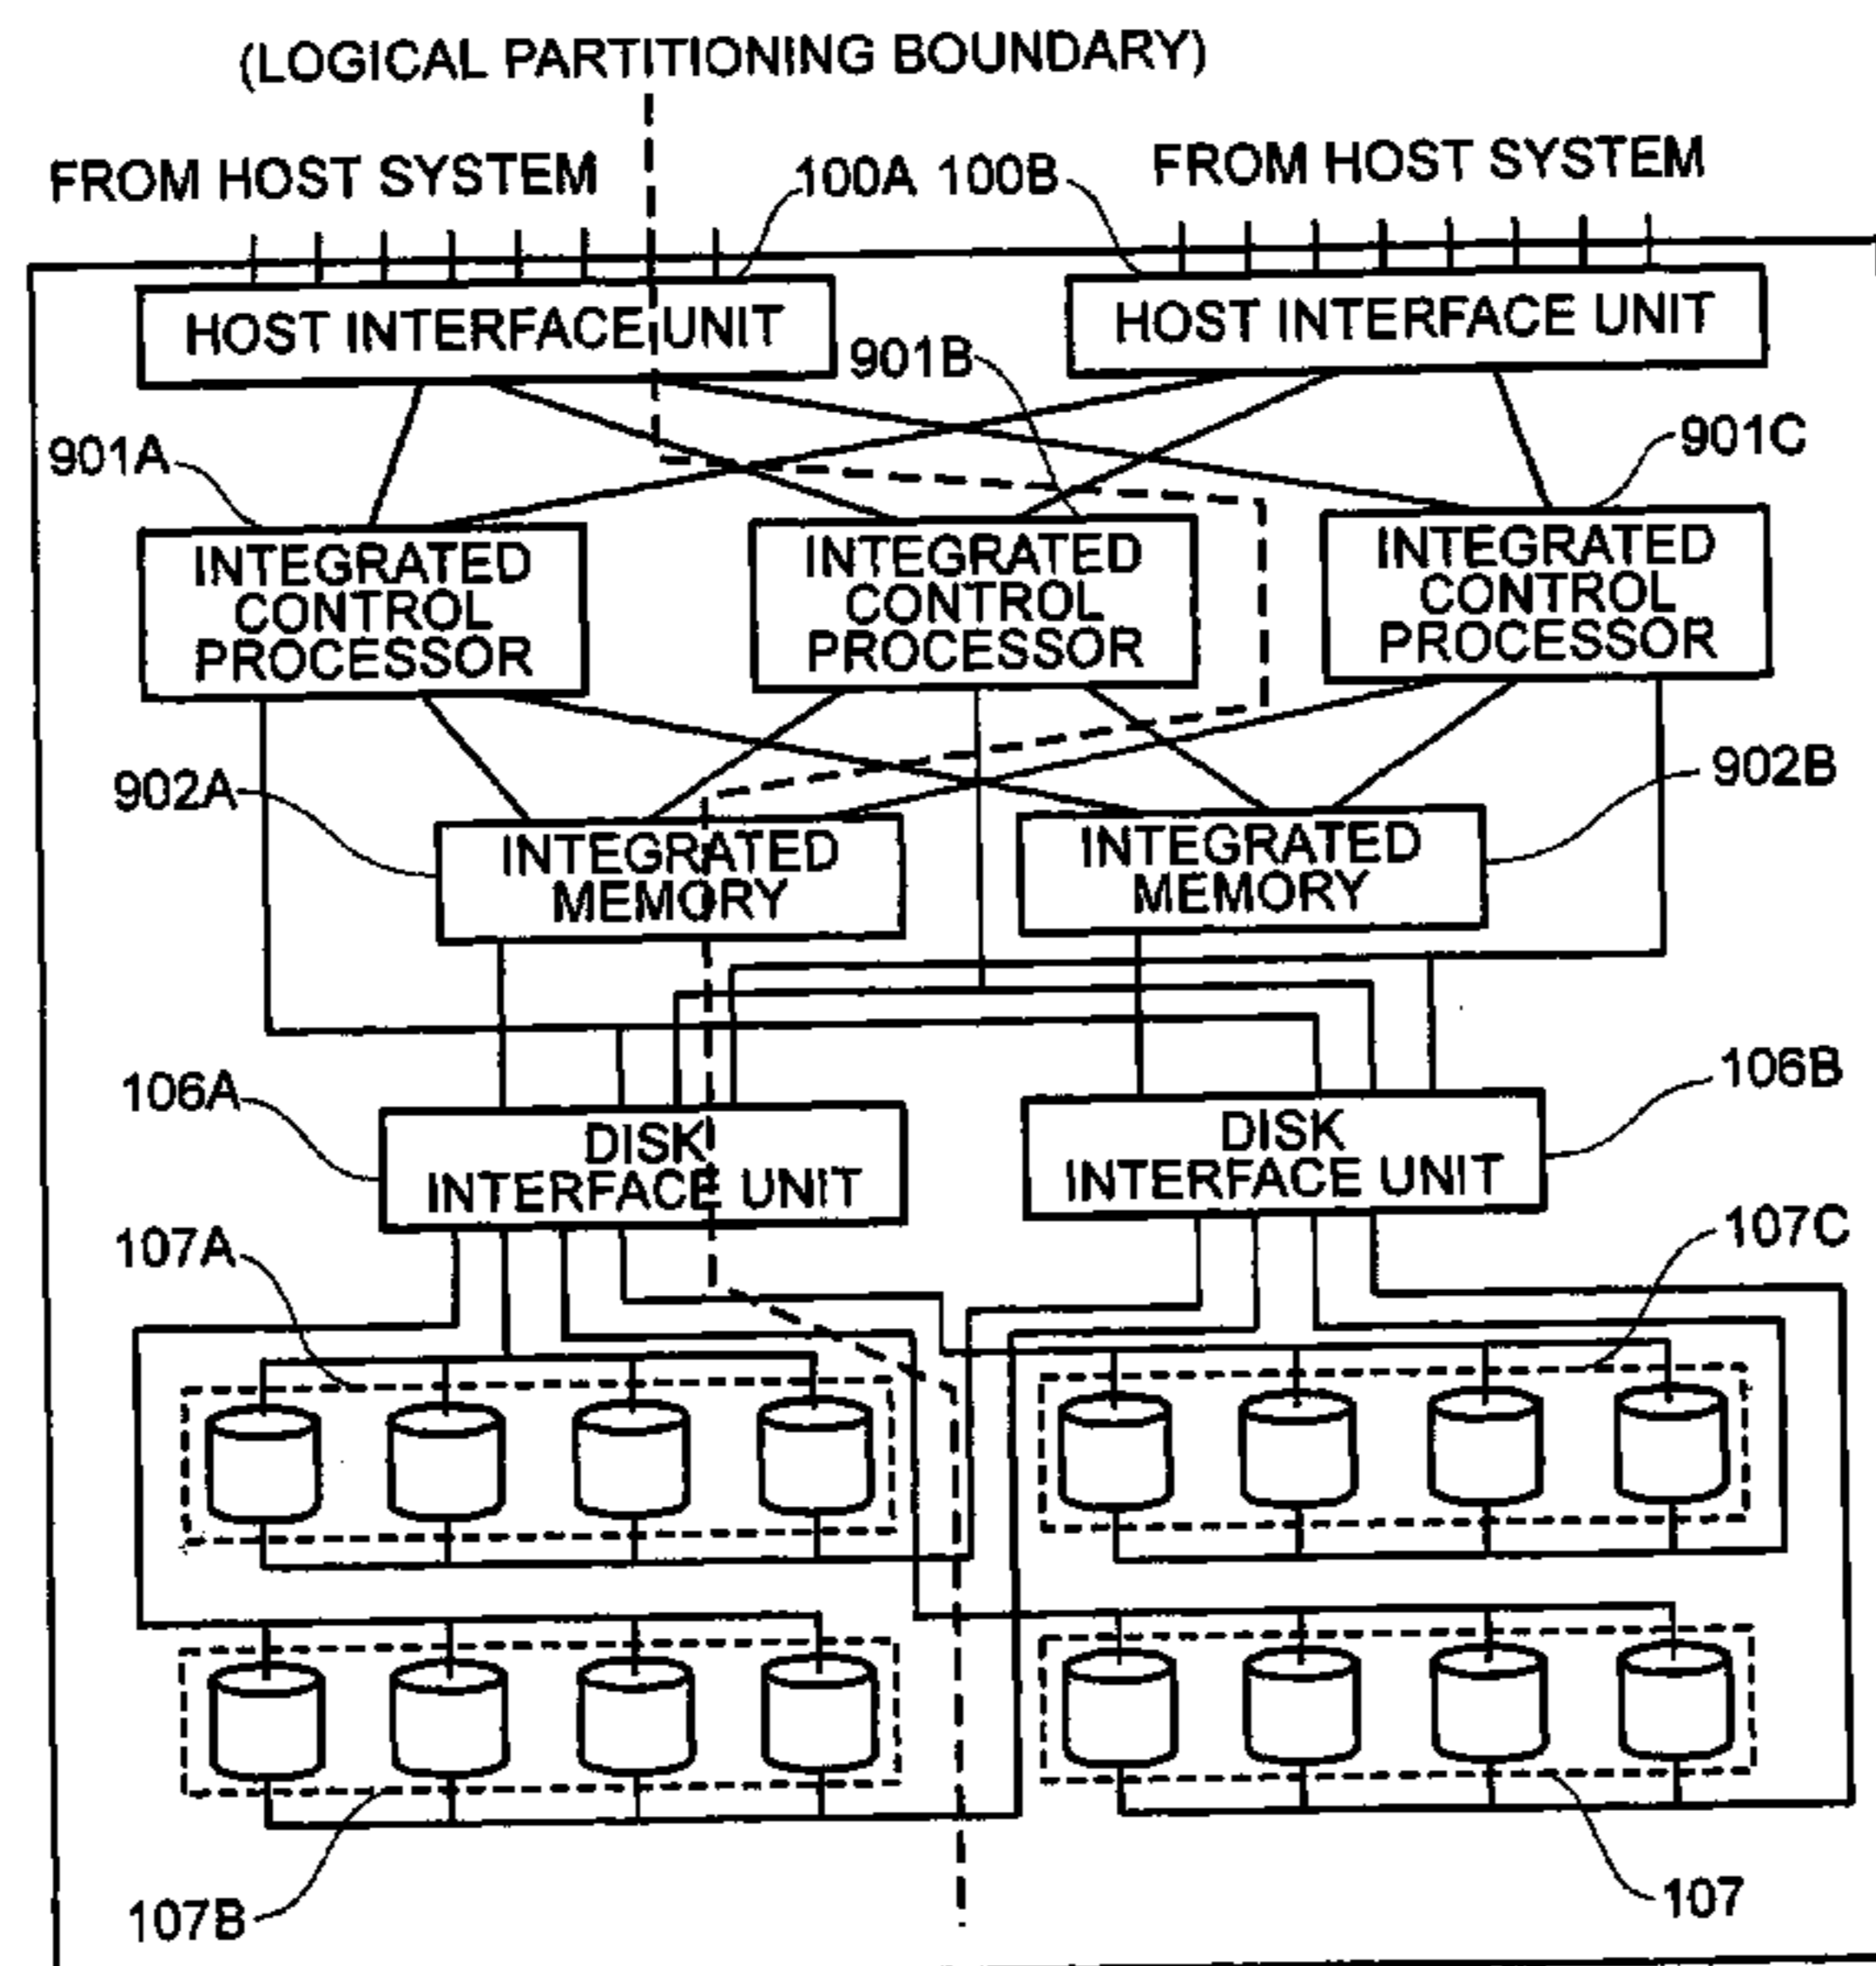 (LOGICAL PARTITIONING BOUNDARY)
FROM HOST SYSTEM
FROM HOST SYSTEM
100A
100B
HOST INTERFACE UNIT
HOST INTERFACE UNIT
901B
901A
901C
INTEGRATED
CONTROL
PROCESSOR
INTEGRATED
CONTROL
PROCESSOR
INTEGRATED
CONTROL
PROCESSOR
902A
902B
INTEGRATED
MEMORY
INTEGRATED
MEMORY
106A
106B
DISK
INTERFACE UNIT
DISK
INTERFACE UNIT
107A
107C
107B
107